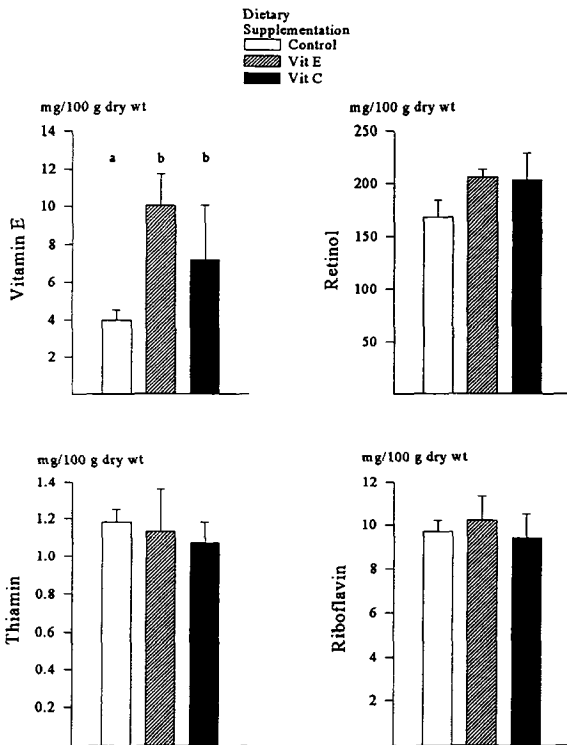 Dietary
Supplementation
Control
Vit E
Vit C
mg/100 g dry wt
14
12
10
8
6
4
2
Vitamin E
a b b
mg/100 g dry wt
250
200
150
100
50
Retinol
mg/100 g dry wt
1.4
1.2
1.0
0.8
0.6
0.4
0.2
Thiamin
mg/100 g dry wt
12
10
8
6
4
2
Riboflavin